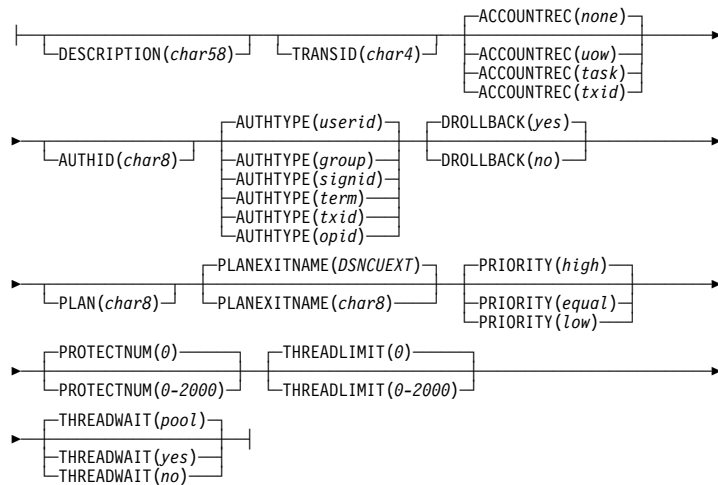 ACCOUNTREC(none)
DESCRIPTION(char58) TRANSID(char4) ACCOUNTREC(uow)
ACCOUNTREC(task)
ACCOUNTREC(txid)
AUTHTYPE(userid) DROLLBACK(yes)
AUTHID(char8) AUTHTYPE(group) DROLLBACK(no)
AUTHTYPE(signid)
AUTHTYPE(term)
AUTHTYPE(txid)
AUTHTYPE(opid)
PLANEXITNAME(DSNCUEXT) PRIORITY(high)
PLAN(char8) PLANEXITNAME(char8) PRIORITY(equal)
PRIORITY(low)
PROTECTNUM(0) THREADLIMIT(0)
PROTECTNUM(0-2000) THREADLIMIT(0-2000)
THREADWAIT(pool)
THREADWAIT(yes)
THREADWAIT(no)